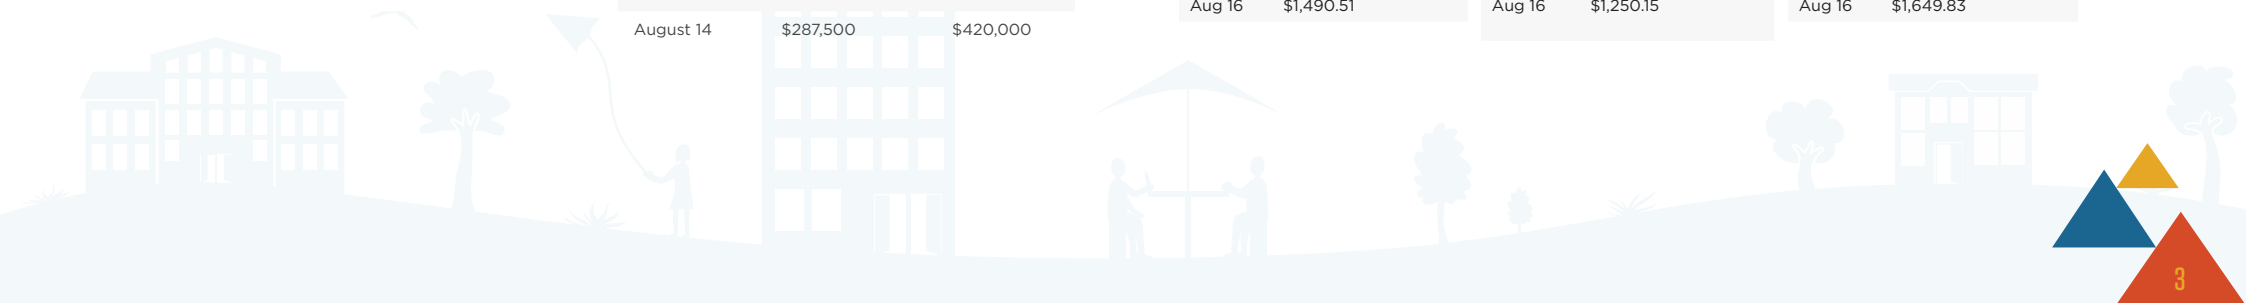 Aug 16 $1,490.51 Aug 16 $1,250.15 Aug 16 $1,649.83
August 14 $287,500 $420,000
3